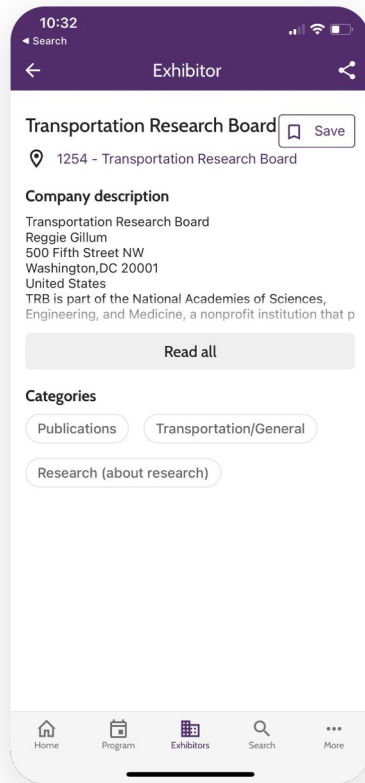 10:32
◀ Search
Exhibitor
Transportation Research Board
Save
1254 - Transportation Research Board
Company description
Transportation Research Board
Reggie Gillum
500 Fifth Street NW
Washington,DC 20001
United States
TRB is part of the National Academies of Sciences,
Engineering, and Medicine, a nonprofit institution that p
Read all
Categories
Publications
Transportation/General
Research (about research)
Home
Program
Exhibitors
Search
More